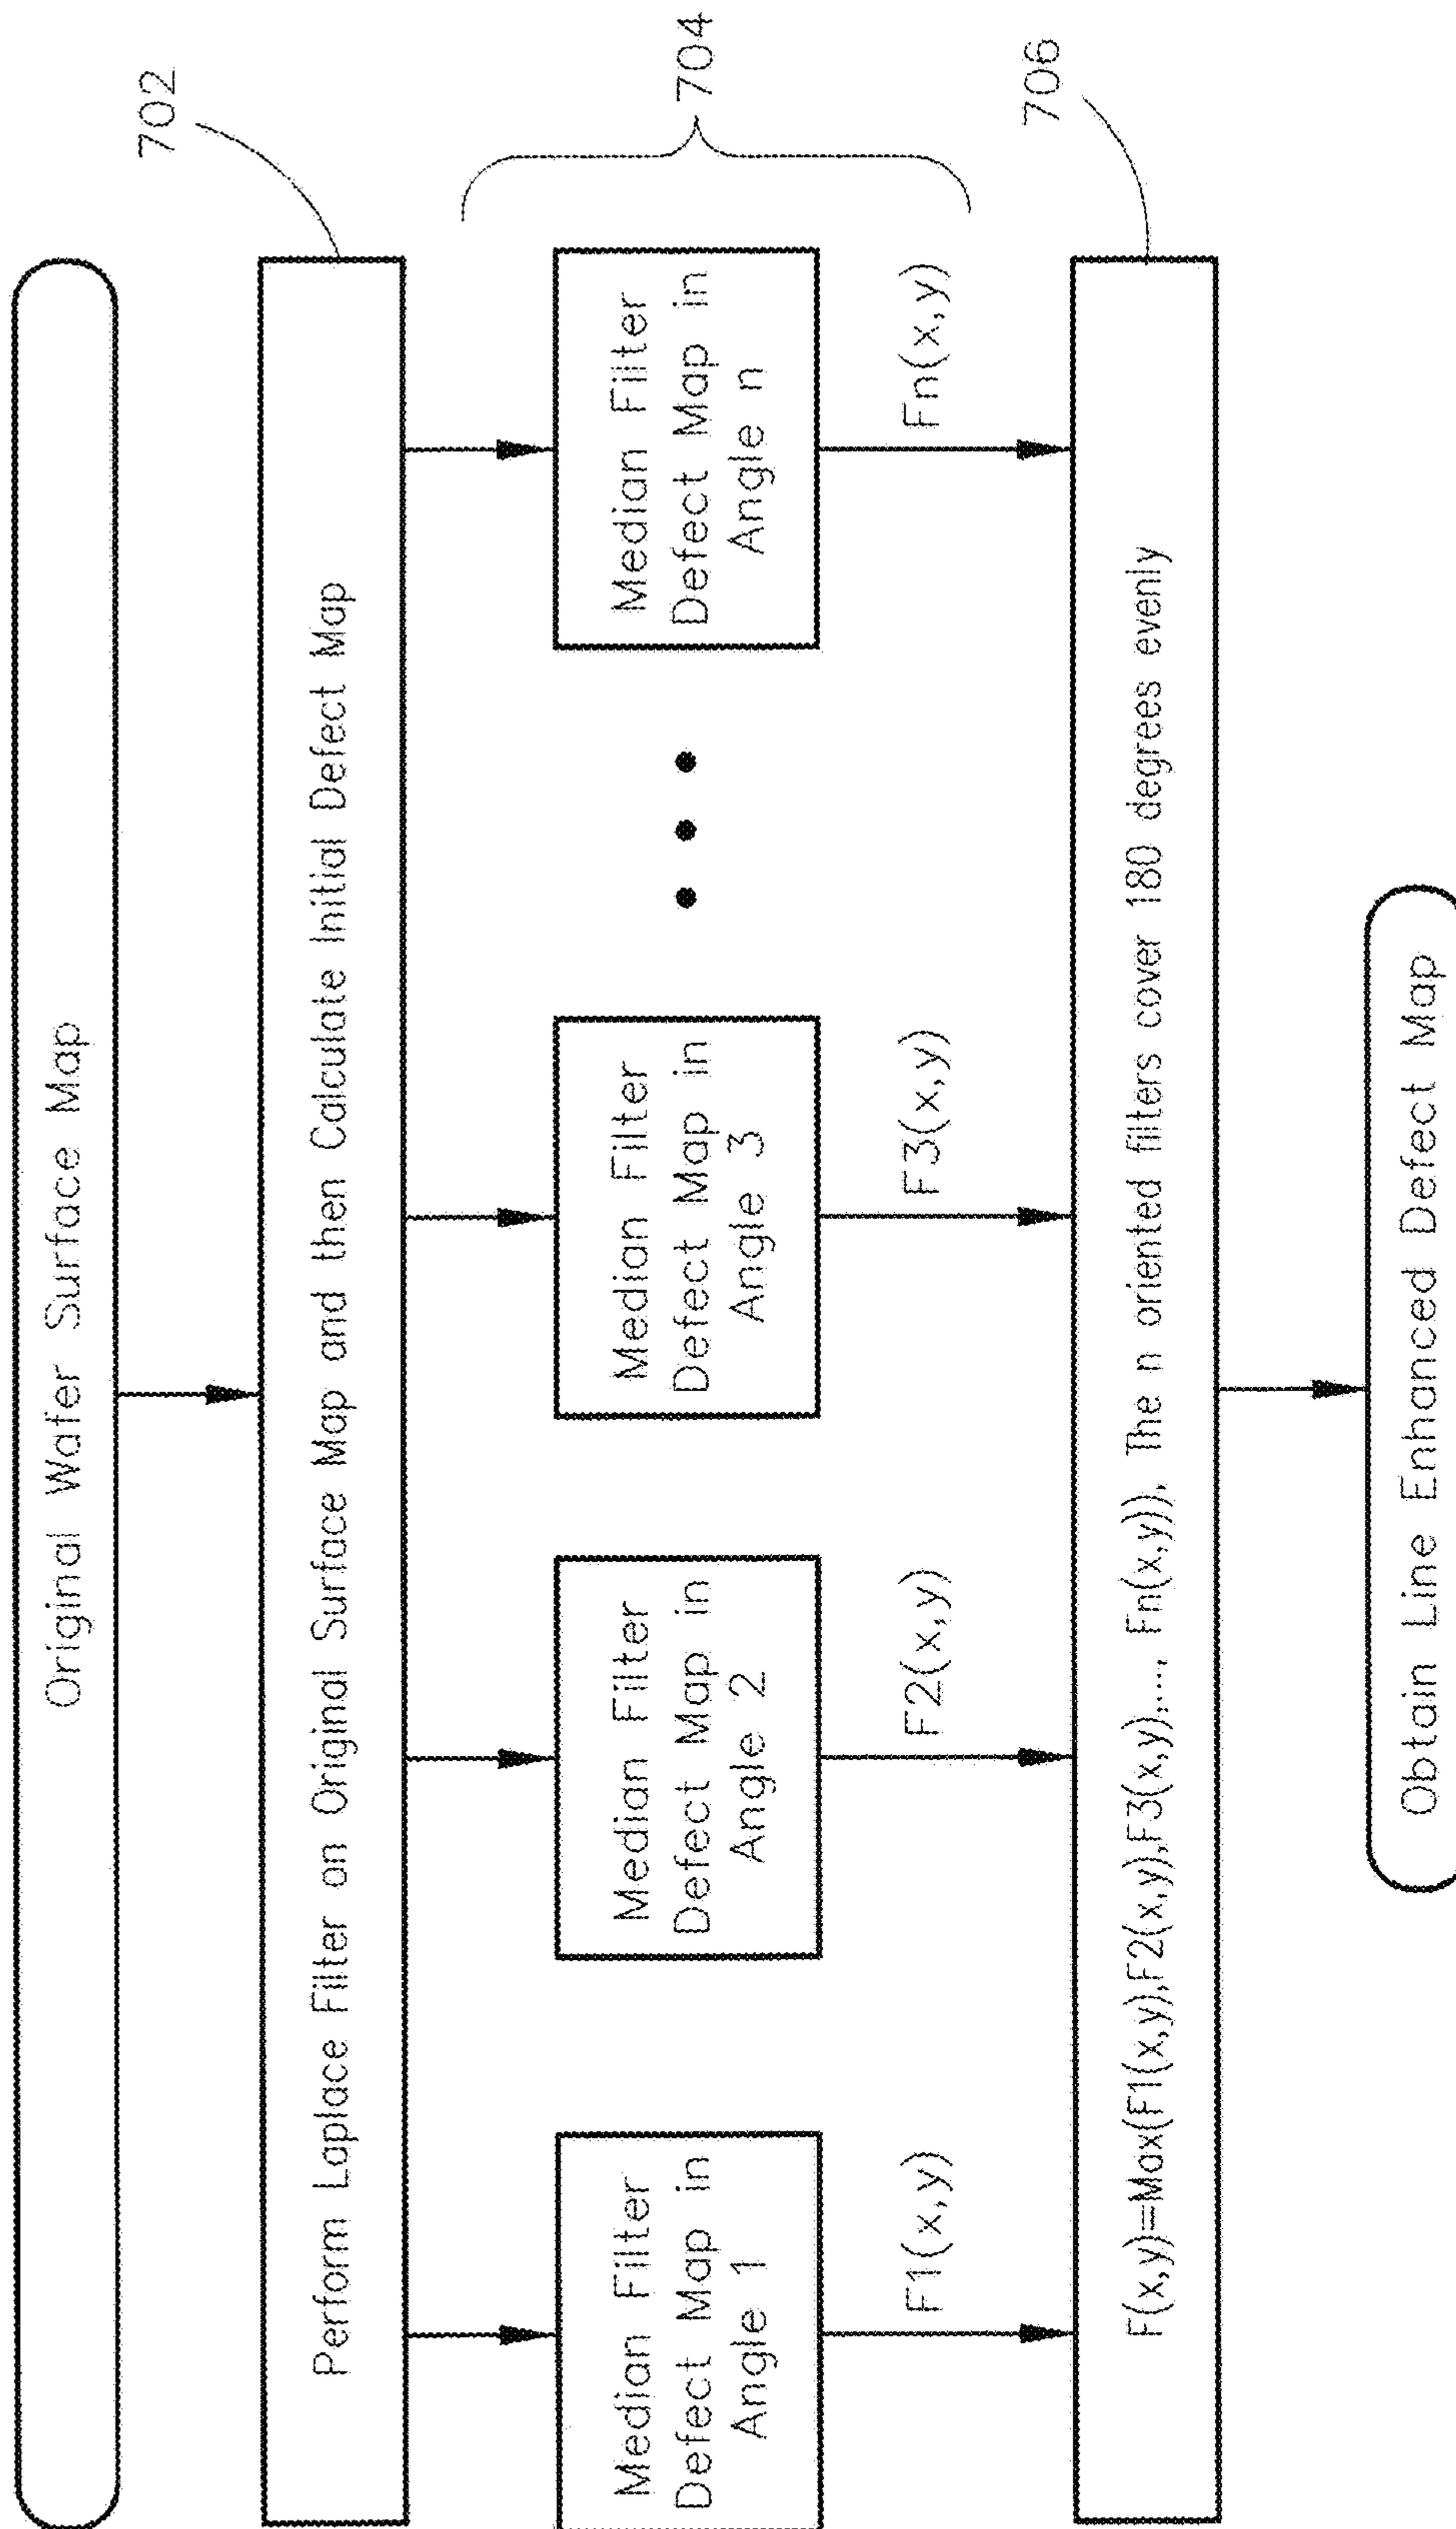 Original Wafer Surface Map
702
Perform Laplace Filter on Original Surface Map and then Calculate Initial Defect Map
704
Median Filter
Defect Map in
Angle 1
Median Filter
Defect Map in
Angle 2
Median Filter
Defect Map in
Angle 3
Median Filter
Defect Map in
Angle n
F1(x,y)
F2(x,y)
F3(x,y)
Fn(x,y)
706
F(x,y)=Max(F1(x,y),F2(x,y),F3(x,y),..., Fn(x,y)), The n oriented filters cover 180 degrees evenly
Obtain Line Enhanced Defect Map